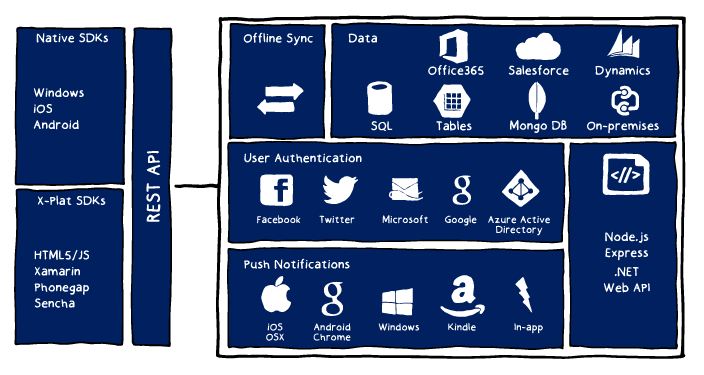 Native SDKs
Windows
iOS
Android
X-Plat SDKs
HTML5/JS
Xamarin
Phonegap
Sencha
REST API
Offline Sync
Data
Office365
Salesforce
Dynamics
SQL
Tables
Mongo DB
On-premises
User Authentication
Facebook
Twitter
Microsoft
Google
Azure Active
Directory
Push Notifications
iOS
OSX
Android
Chrome
Windows
Kindle
In-app
</>
Node.js
Express
.NET
Web API